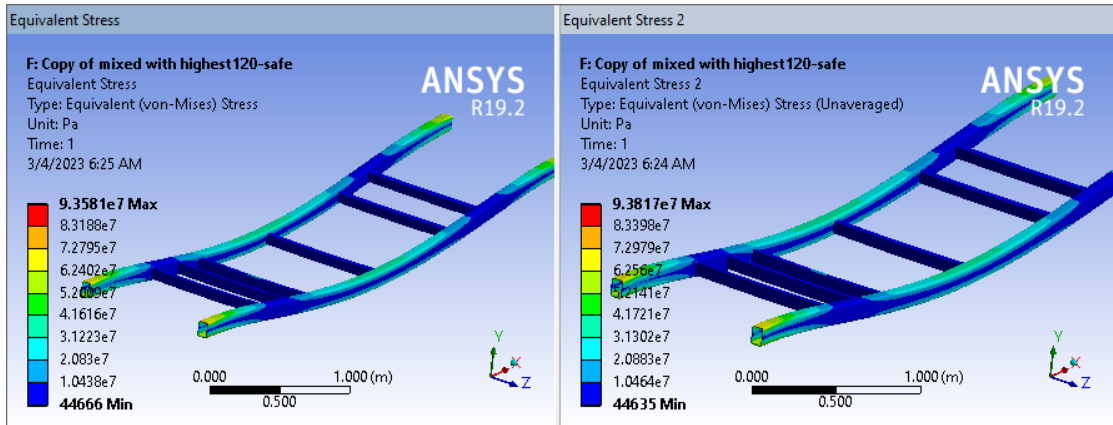 Equivalent Stress
F: Copy of mixed with highest120-safe
Equivalent Stress
Type: Equivalent (von-Mises) Stress
Unit: Pa
Time: 1
3/4/2023 6:25 AM
ANSYS
R19.2
9.3581e7 Max
8.3188e7
7.2795e7
6.2402e7
5.2009e7
4.1616e7
3.1223e7
2.083e7
1.0438e7
44666 Min
0.000
1.000 (m)
0.500
Y
X
Z
Equivalent Stress 2
F: Copy of mixed with highest120-safe
Equivalent Stress 2
Type: Equivalent (von-Mises) Stress (Unaveraged)
Unit: Pa
Time: 1
3/4/2023 6:24 AM
ANSYS
R19.2
9.3817e7 Max
8.3398e7
7.2979e7
6.256e7
5.2141e7
4.1721e7
3.1302e7
2.0883e7
1.0464e7
44635 Min
0.000
1.000 (m)
0.500
Y
X
Z